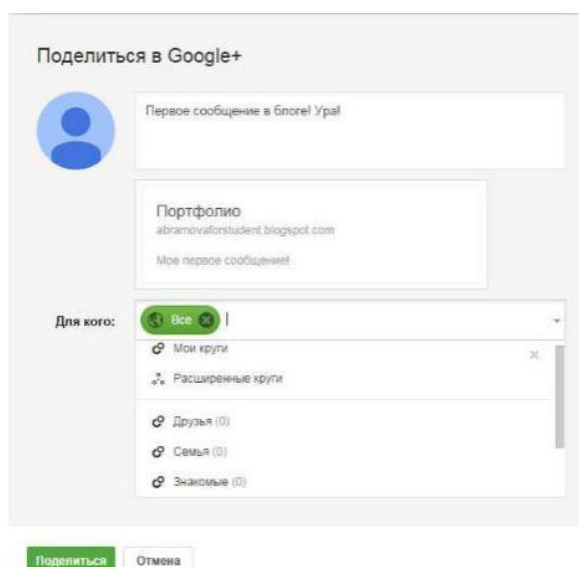 Поделиться в Google+
Первое сообщение в блоге! Ура!
Портфолио
abramovaforstudent.blogspot.com
Мое первое сообщение!
Для кого:
Все
Мои круги
Расширенные круги
Друзья (0)
Семья (0)
Знакомые (0)
Поделиться
Отмена